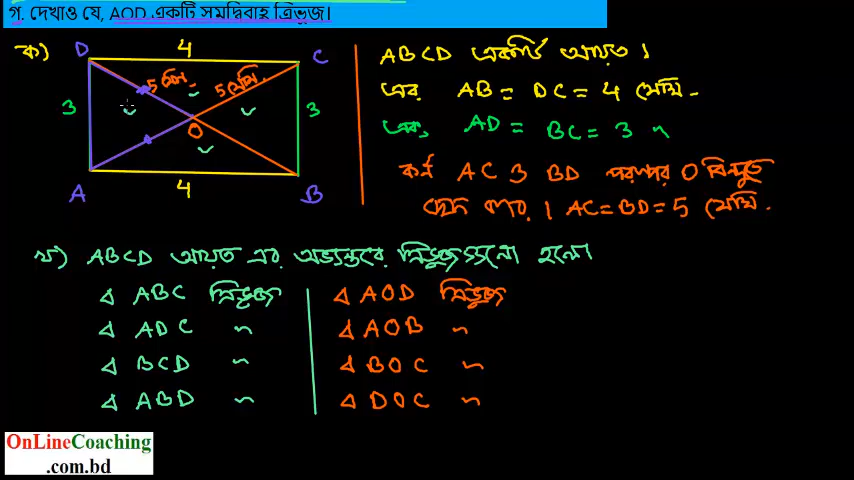 গ. দেখাও যে, AOD একটি সমদ্বিবাহু ত্রিভুজ।
ক)
D 4 C
5 সেমি. 5 সেমি.
3 3
O
A 4 B
ABCD একটি আয়ত।
এর AB = DC = 4 সেমি.
এবং, AD = BC = 3 "
কর্ণ AC ও BD পরস্পর O বিন্দুতে
ছেদ করে। AC = BD = 5 সেমি.
খ) ABCD আয়ত এর অভ্যন্তরে ত্রিভুজগুলো হলো
Δ ABC ত্রিভুজ Δ AOD ত্রিভুজ
Δ ADC " Δ AOB "
Δ BCD " Δ BOC "
Δ ABD " Δ DOC "
OnLineCoaching
.com.bd